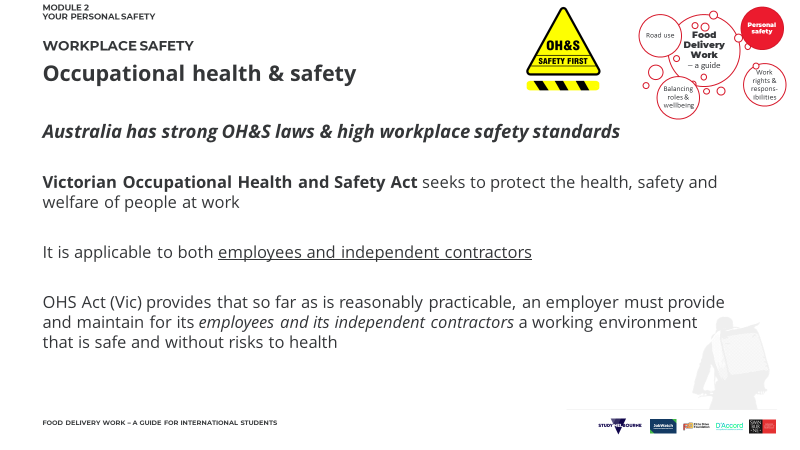 MODULE 2
YOUR PERSONAL SAFETY
WORKPLACE SAFETY
Occupational health & safety
OH&S
SAFETY FIRST
Road use
Food
Delivery
Work
– a guide
Personal
safety
Work
rights &
respons-
ibilities
Balancing
roles &
wellbeing
Australia has strong OH&S laws & high workplace safety standards
Victorian Occupational Health and Safety Act seeks to protect the health, safety and
welfare of people at work
It is applicable to both employees and independent contractors
OHS Act (Vic) provides that so far as is reasonably practicable, an employer must provide
and maintain for its employees and its independent contractors a working environment
that is safe and without risks to health
FOOD DELIVERY WORK – A GUIDE FOR INTERNATIONAL STUDENTS
STUDY MELBOURNE
JobWatch
D'Accord